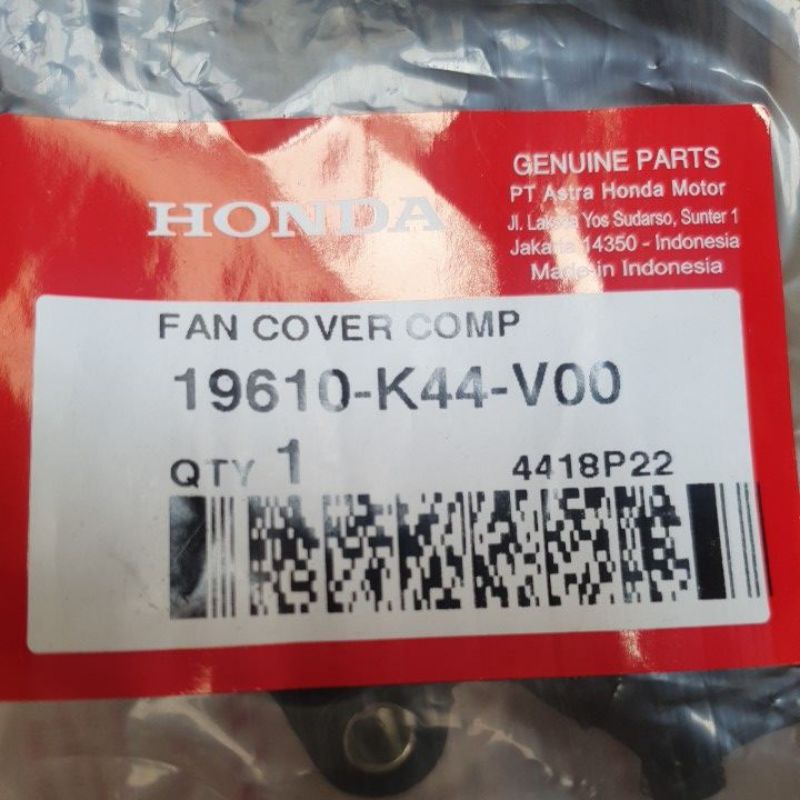 HONDA
GENUINE PARTS
PT Astra Honda Motor
Jl. Laksda Yos Sudarso, Sunter 1
Jakarta 14350 - Indonesia
Made in Indonesia
FAN COVER COMP
19610-K44-V00
QTY 1
4418P22